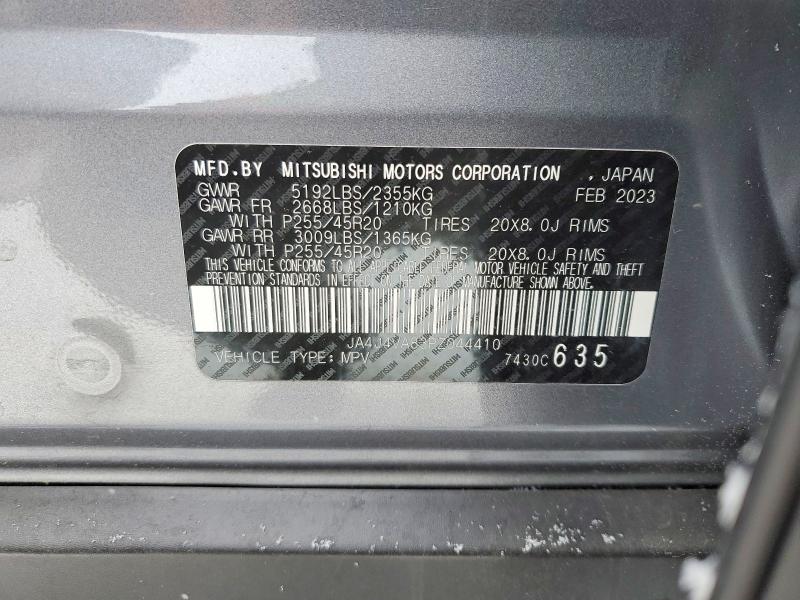 MFD.BY MITSUBISHI MOTORS CORPORATION , JAPAN
GVWR 5192LBS/2355KG FEB 2023
GAWR FR 2668LBS/1210KG
WITH P255/45R20 TIRES 20X8.0J RIMS
GAWR RR 3009LBS/1365KG
WITH P255/45R20 TIRES 20X8.0J RIMS
THIS VEHICLE CONFORMS TO ALL APPLICABLE FEDERAL MOTOR VEHICLE SAFETY AND THEFT
PREVENTION STANDARDS IN EFFECT ON THE DATE OF MANUFACTURE SHOWN ABOVE.
JA4J4VA83PZ044410
VEHICLE TYPE: MPV 7430C 635